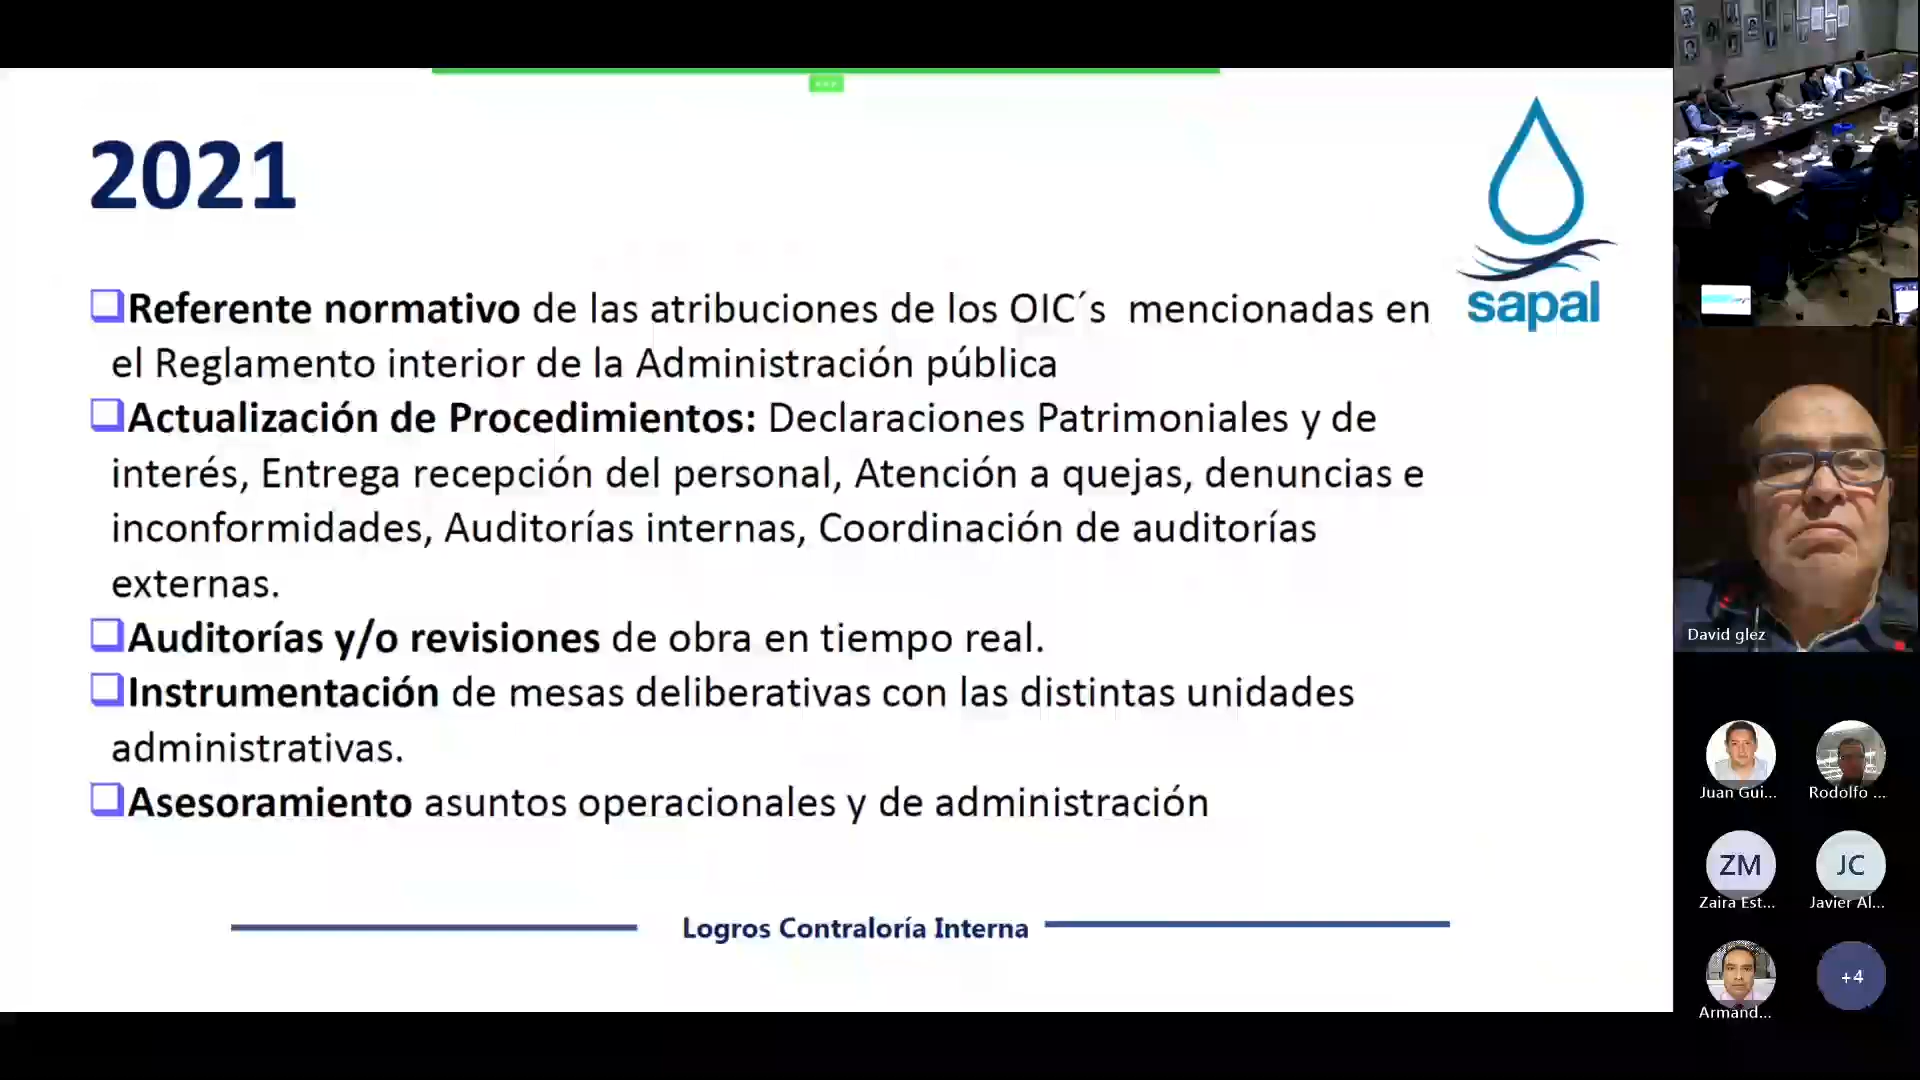 2021
sapal
Referente normativo de las atribuciones de los OIC´s mencionadas en
el Reglamento interior de la Administración pública
Actualización de Procedimientos: Declaraciones Patrimoniales y de
interés, Entrega recepción del personal, Atención a quejas, denuncias e
inconformidades, Auditorías internas, Coordinación de auditorías
externas.
Auditorías y/o revisiones de obra en tiempo real.
Instrumentación de mesas deliberativas con las distintas unidades
administrativas.
Asesoramiento asuntos operacionales y de administración
Logros Contraloría Interna
David glez
Juan Gui...
Rodolfo ...
ZM
JC
Zaira Est...
Javier Al...
+4
Armand...